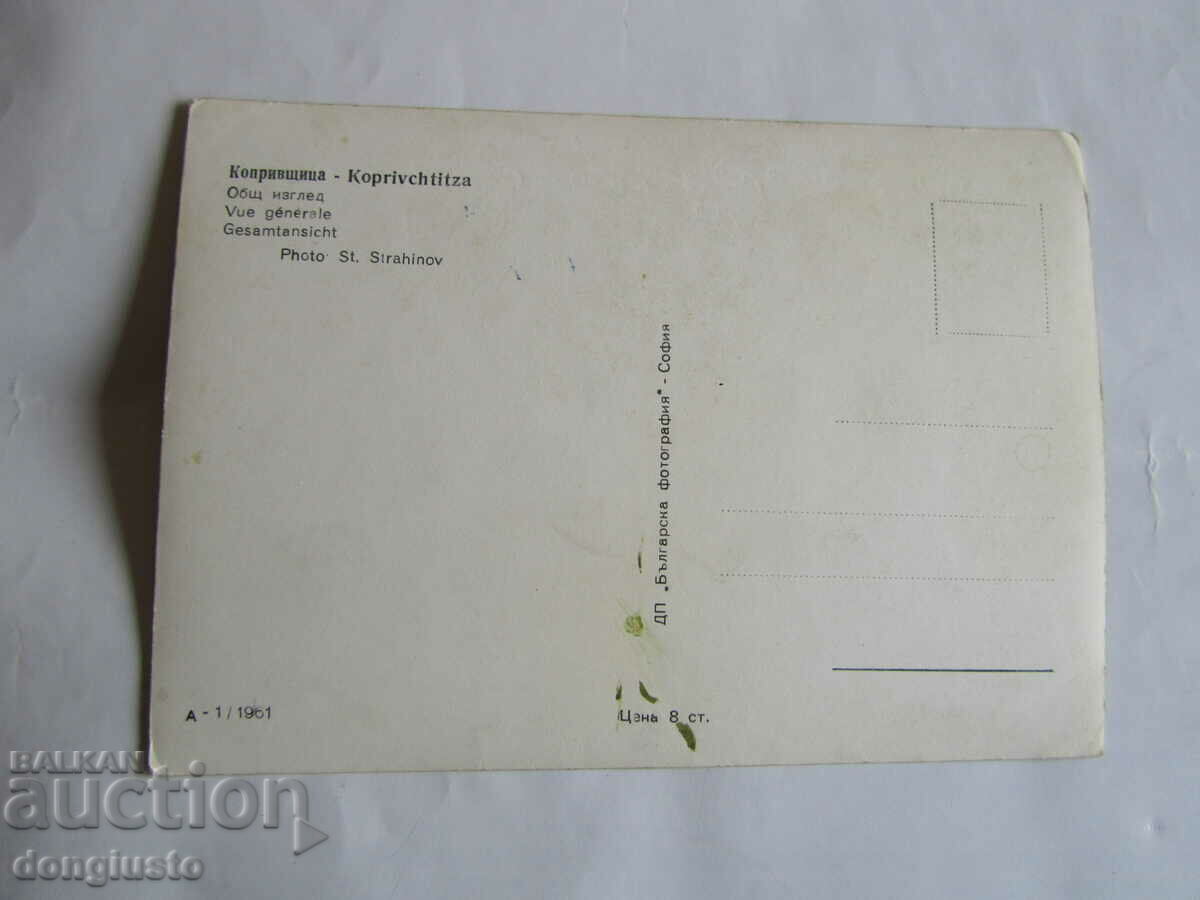 Копривщица - Koprivchtitza
Общ изглед
Vue générale
Gesamtansicht
Photo St. Strahinov
ДП „Българска фотография" - София
А - 1/1961
Цена 8 ст.
BALKAN
auction
dongiusto